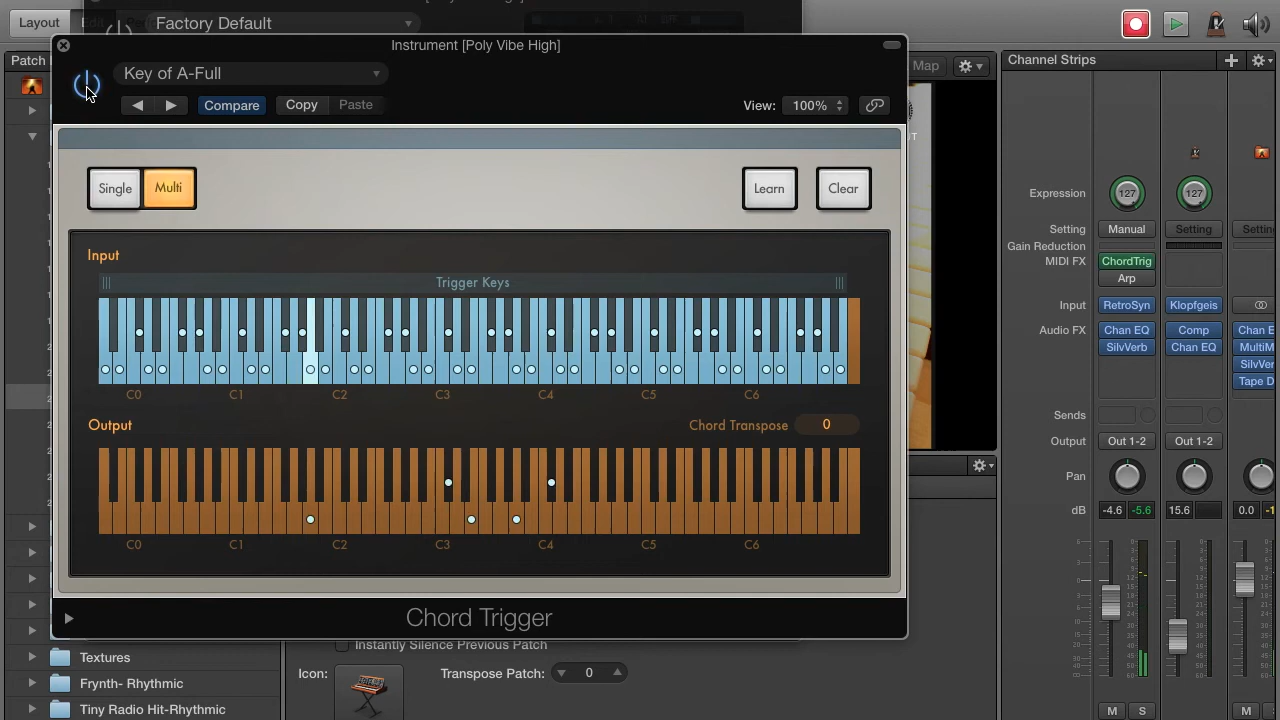 Layout
Edit
Factory Default
Instrument [Poly Vibe High]
Patch
Key of A-Full
Compare
Copy
Paste
View:
100%
Map
Channel Strips
Single
Multi
Learn
Clear
Input
Trigger Keys
C0 C1 C2 C3 C4 C5 C6
Output
Chord Transpose 0
C0 C1 C2 C3 C4 C5 C6
Chord Trigger
Instantly Silence Previous Patch
Icon:
Transpose Patch: 0
Textures
Frynth- Rhythmic
Tiny Radio Hit-Rhythmic
Expression 127 127
Setting Manual Setting Settin
Gain Reduction
MIDI FX ChordTrig
Arp
Input RetroSyn Klopfgeis
Audio FX Chan EQ Comp Chan E
SilvVerb Chan EQ MultiM
SilvVer
Tape D
Sends
Output Out 1-2 Out 1-2
Pan
dB -4.6 -5.6 15.6 0.0
M S M